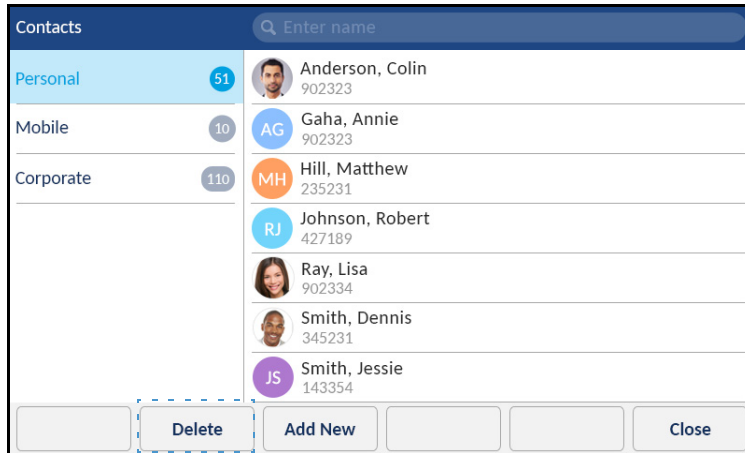 Contacts
Enter name
Personal 51
Mobile 10
Corporate 110
Anderson, Colin
902323
AG
Gaha, Annie
902323
MH
Hill, Matthew
235231
RJ
Johnson, Robert
427189
Ray, Lisa
902334
Smith, Dennis
345231
JS
Smith, Jessie
143354
Delete Add New Close